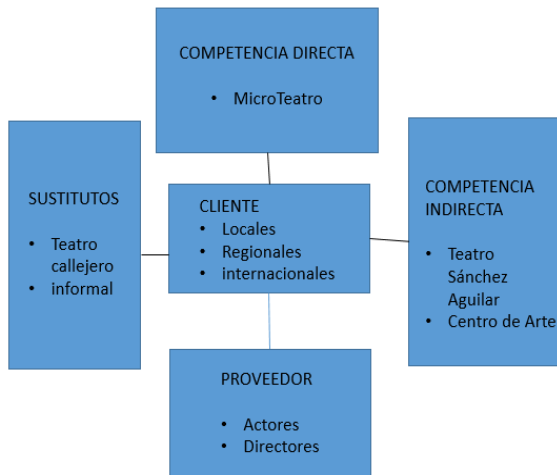 COMPETENCIA DIRECTA
• MicroTeatro
SUSTITUTOS
• Teatro
callejero
• informal
CLIENTE
• Locales
• Regionales
• internacionales
COMPETENCIA
INDIRECTA
• Teatro
Sánchez
Aguilar
• Centro de Arte
PROVEEDOR
• Actores
• Directores